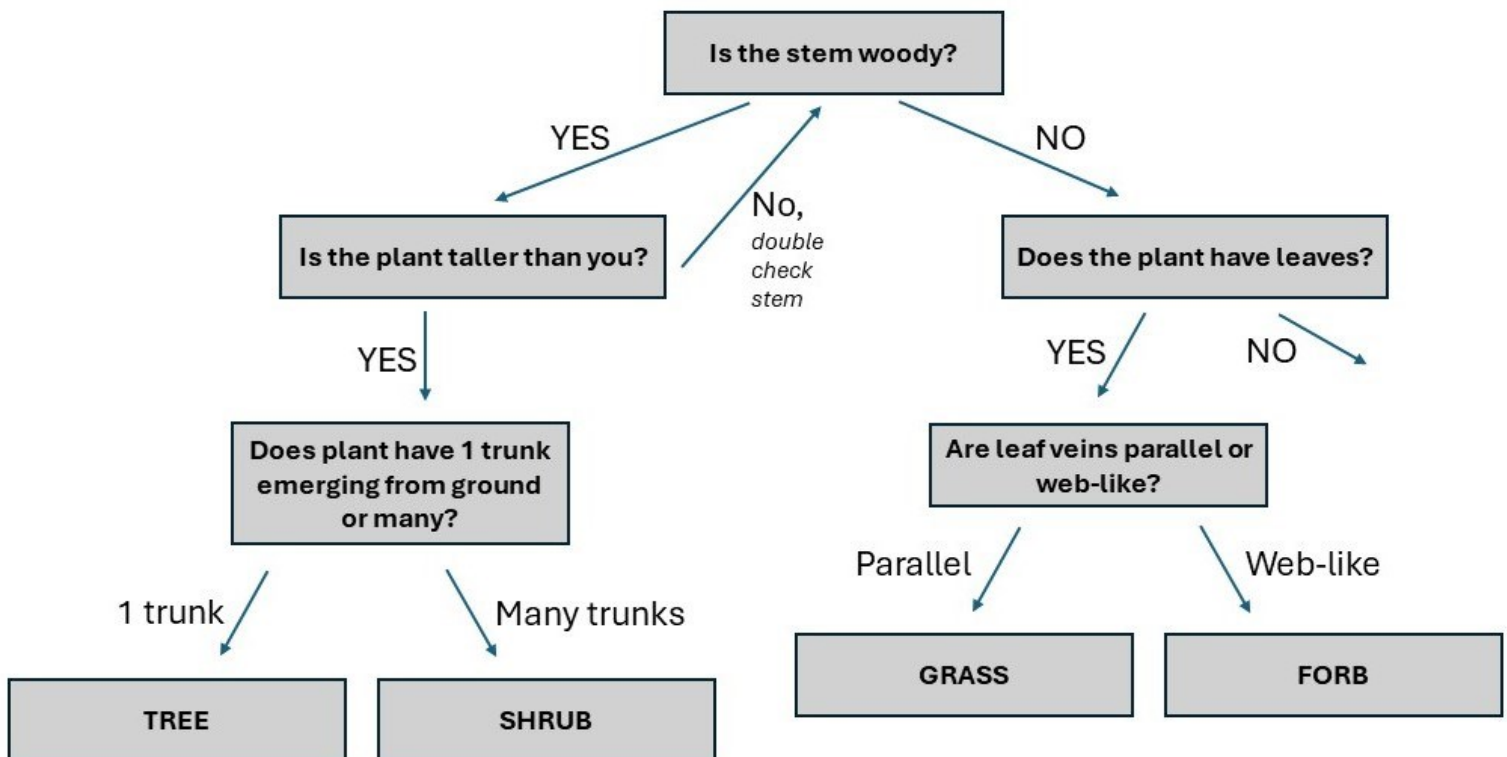 Is the stem woody?
YES
NO
No,
double
check
stem
Is the plant taller than you?
Does the plant have leaves?
YES
YES
NO
Does plant have 1 trunk
emerging from ground
or many?
Are leaf veins parallel or
web-like?
1 trunk
Many trunks
Parallel
Web-like
TREE
SHRUB
GRASS
FORB